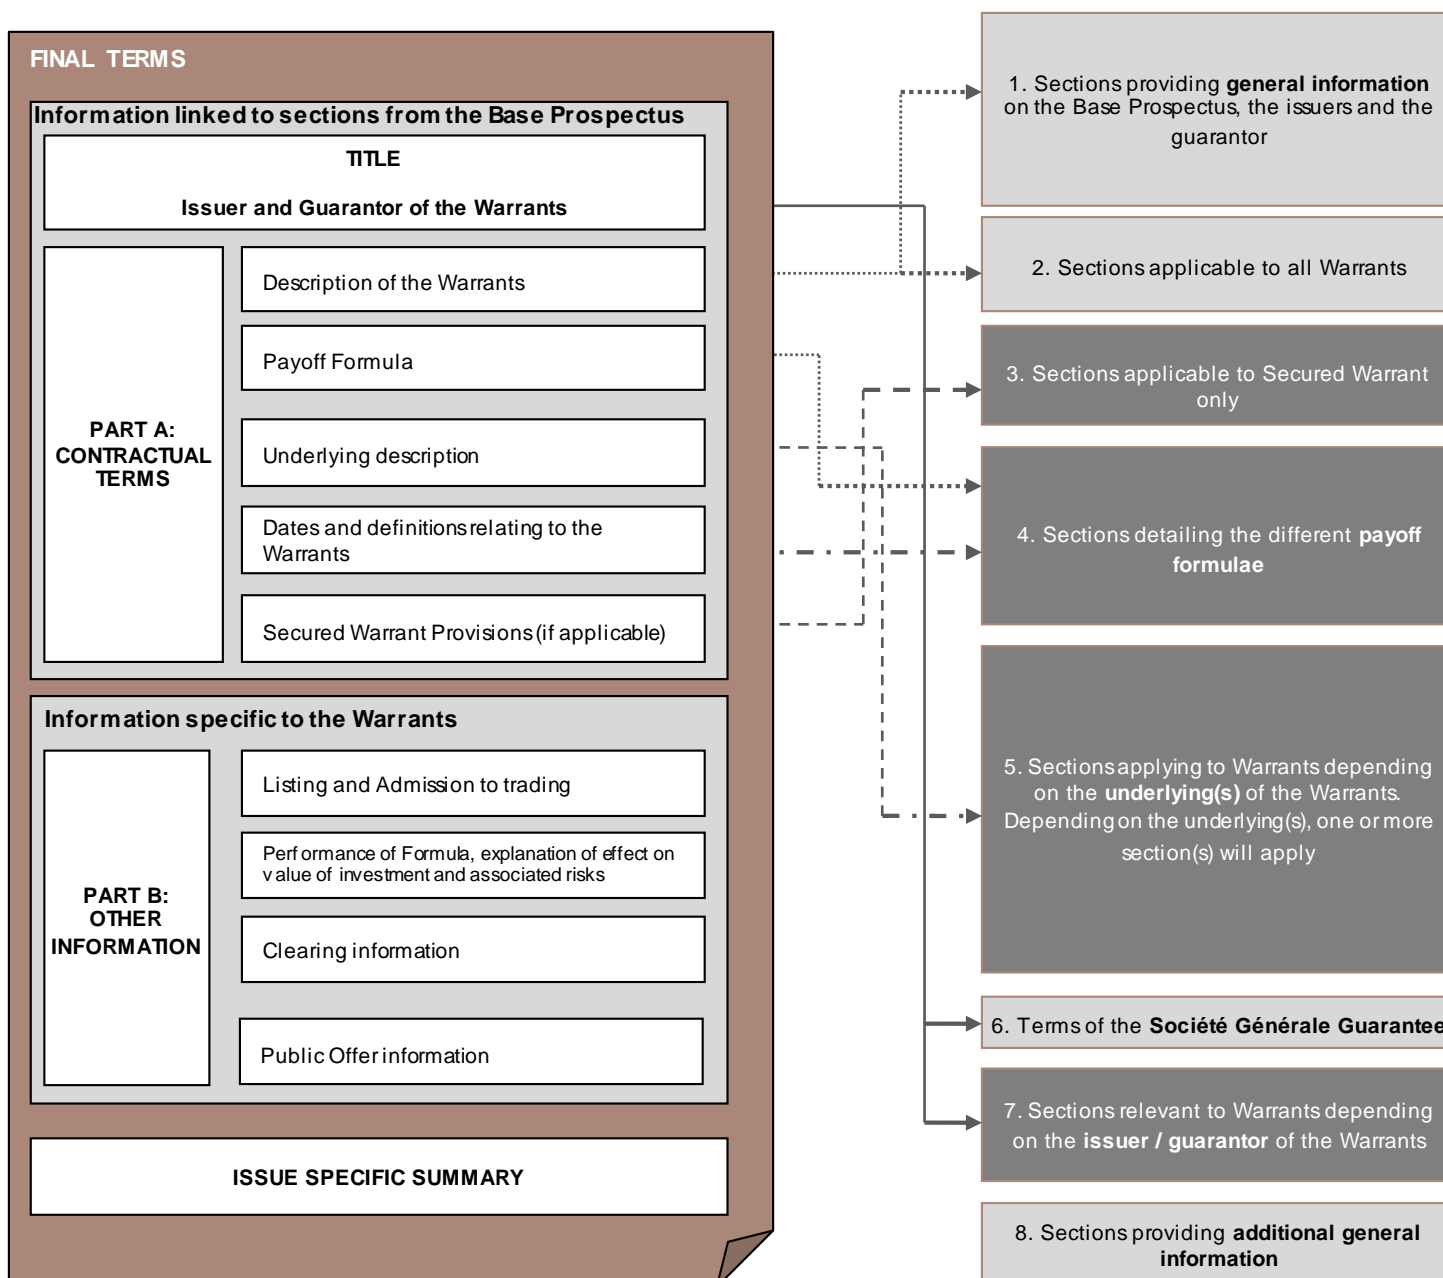 FINAL TERMS
Information linked to sections from the Base Prospectus
TITLE
Issuer and Guarantor of the Warrants
PART A:
CONTRACTUAL
TERMS
Description of the Warrants
Payoff Formula
Underlying description
Dates and definitions relating to the
Warrants
Secured Warrant Provisions (if applicable)
Information specific to the Warrants
PART B:
OTHER
INFORMATION
Listing and Admission to trading
Performance of Formula, explanation of effect on
value of investment and associated risks
Clearing information
Public Offer information
ISSUE SPECIFIC SUMMARY
1. Sections providing general information
on the Base Prospectus, the issuers and the
guarantor
2. Sections applicable to all Warrants
3. Sections applicable to Secured Warrant
only
4. Sections detailing the different payoff
formulae
5. Sections applying to Warrants depending
on the underlying(s) of the Warrants.
Depending on the underlying(s), one or more
section(s) will apply
6. Terms of the Société Générale Guarantee
7. Sections relevant to Warrants depending
on the issuer / guarantor of the Warrants
8. Sections providing additional general
information